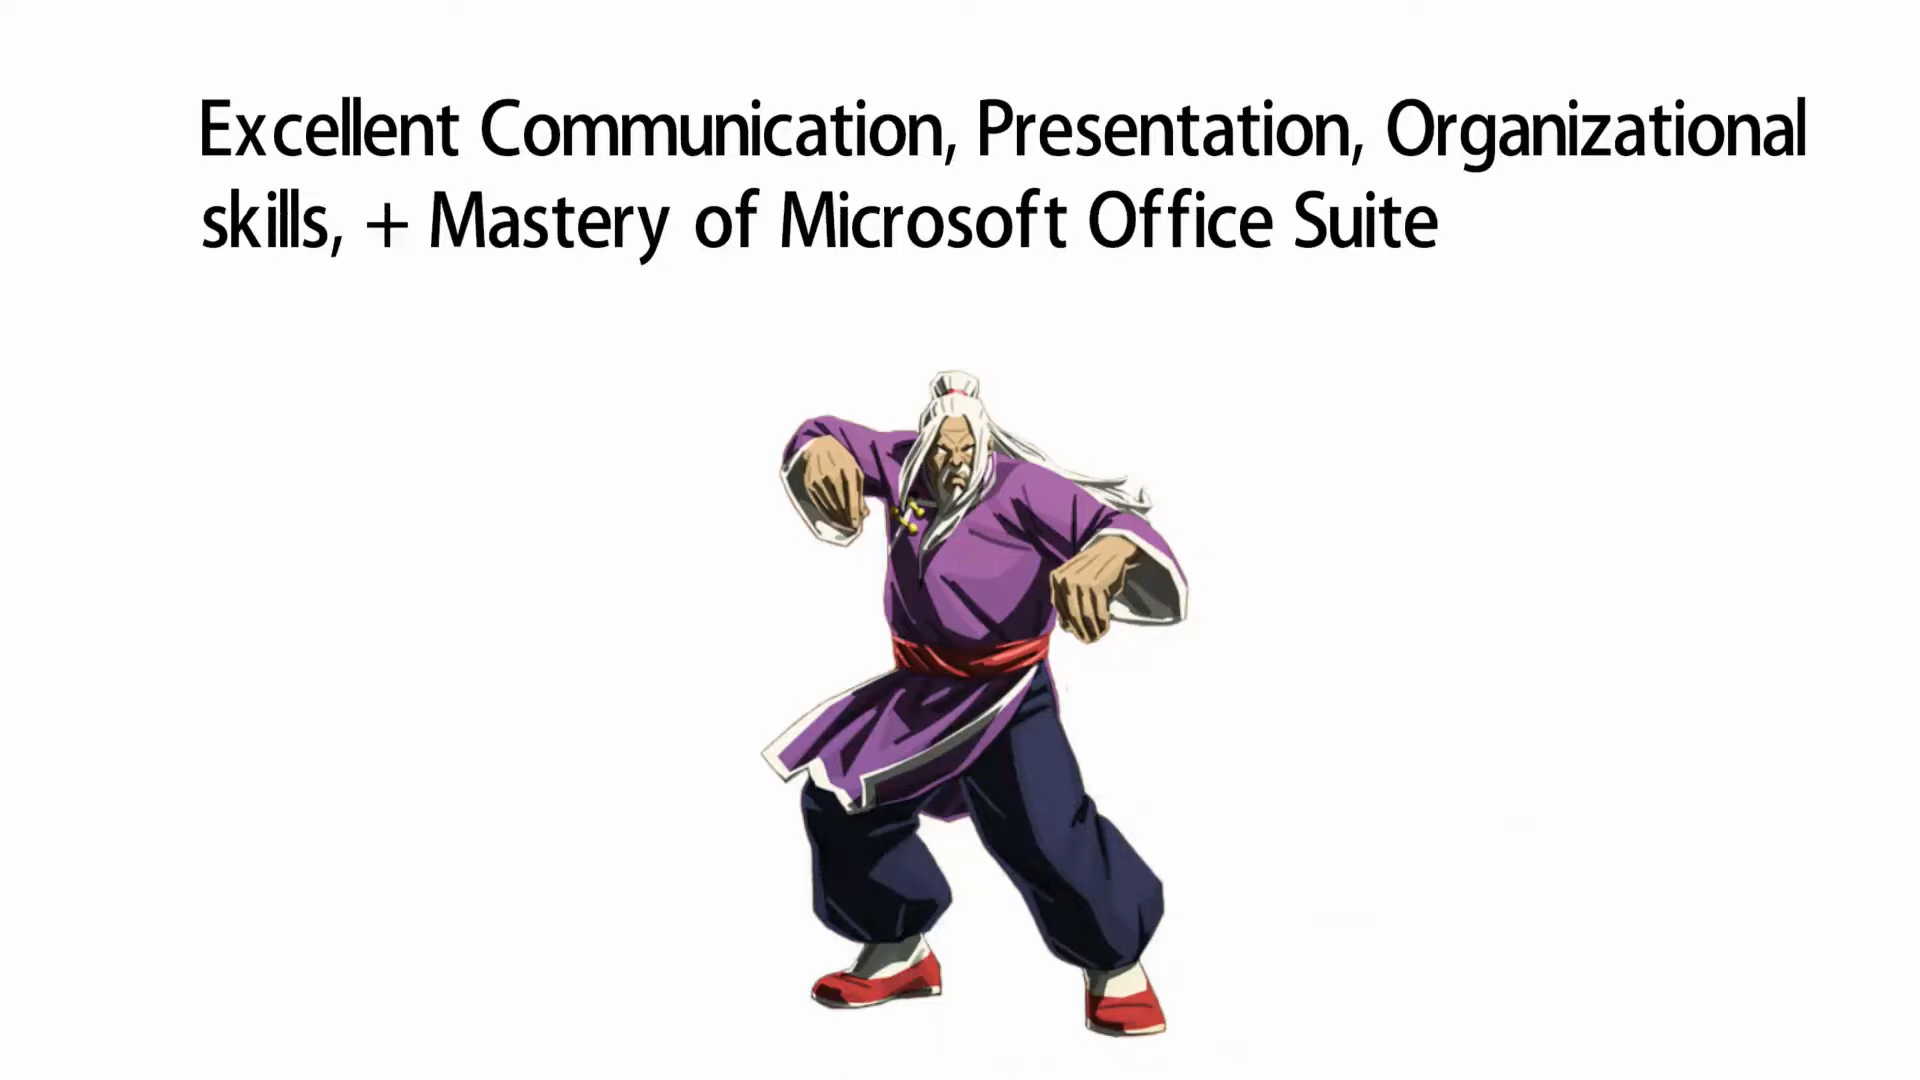 Excellent Communication, Presentation, Organizational
skills, + Mastery of Microsoft Office Suite